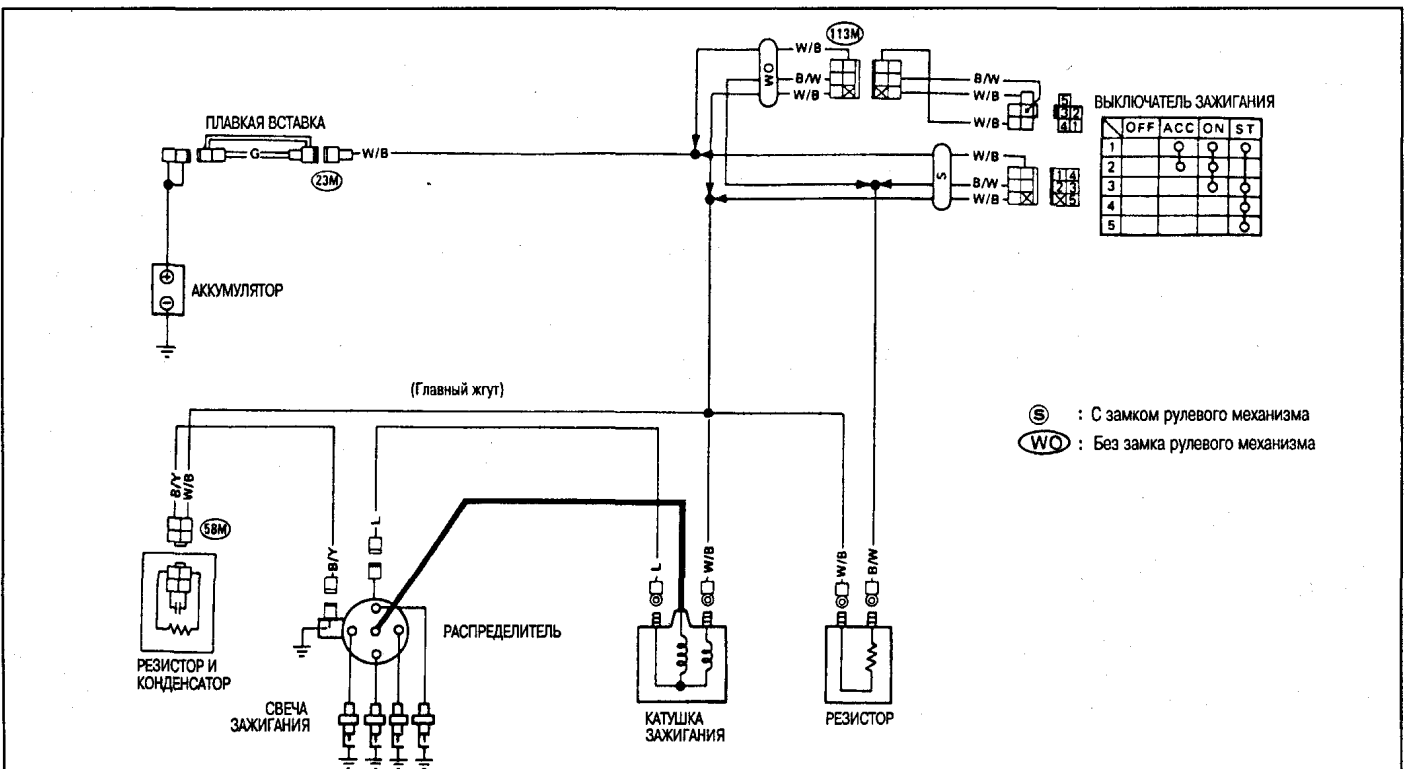 113M
W/B
WO
B/W
W/B
B/W
W/B
W/B
5
3 2
4 1
ВЫКЛЮЧАТЕЛЬ ЗАЖИГАНИЯ
OFF ACC ON ST
1
2
3
4
5
ПЛАВКАЯ ВСТАВКА
G
W/B
23M
W/B
S
B/W
W/B
1 4
2 3
5
АККУМУЛЯТОР
(Главный жгут)
S : С замком рулевого механизма
WO : Без замка рулевого механизма
B/Y
W/B
58M
B/Y
L
L
W/B
W/B
B/W
РАСПРЕДЕЛИТЕЛЬ
РЕЗИСТОР И
КОНДЕНСАТОР
СВЕЧА
ЗАЖИГАНИЯ
КАТУШКА
ЗАЖИГАНИЯ
РЕЗИСТОР